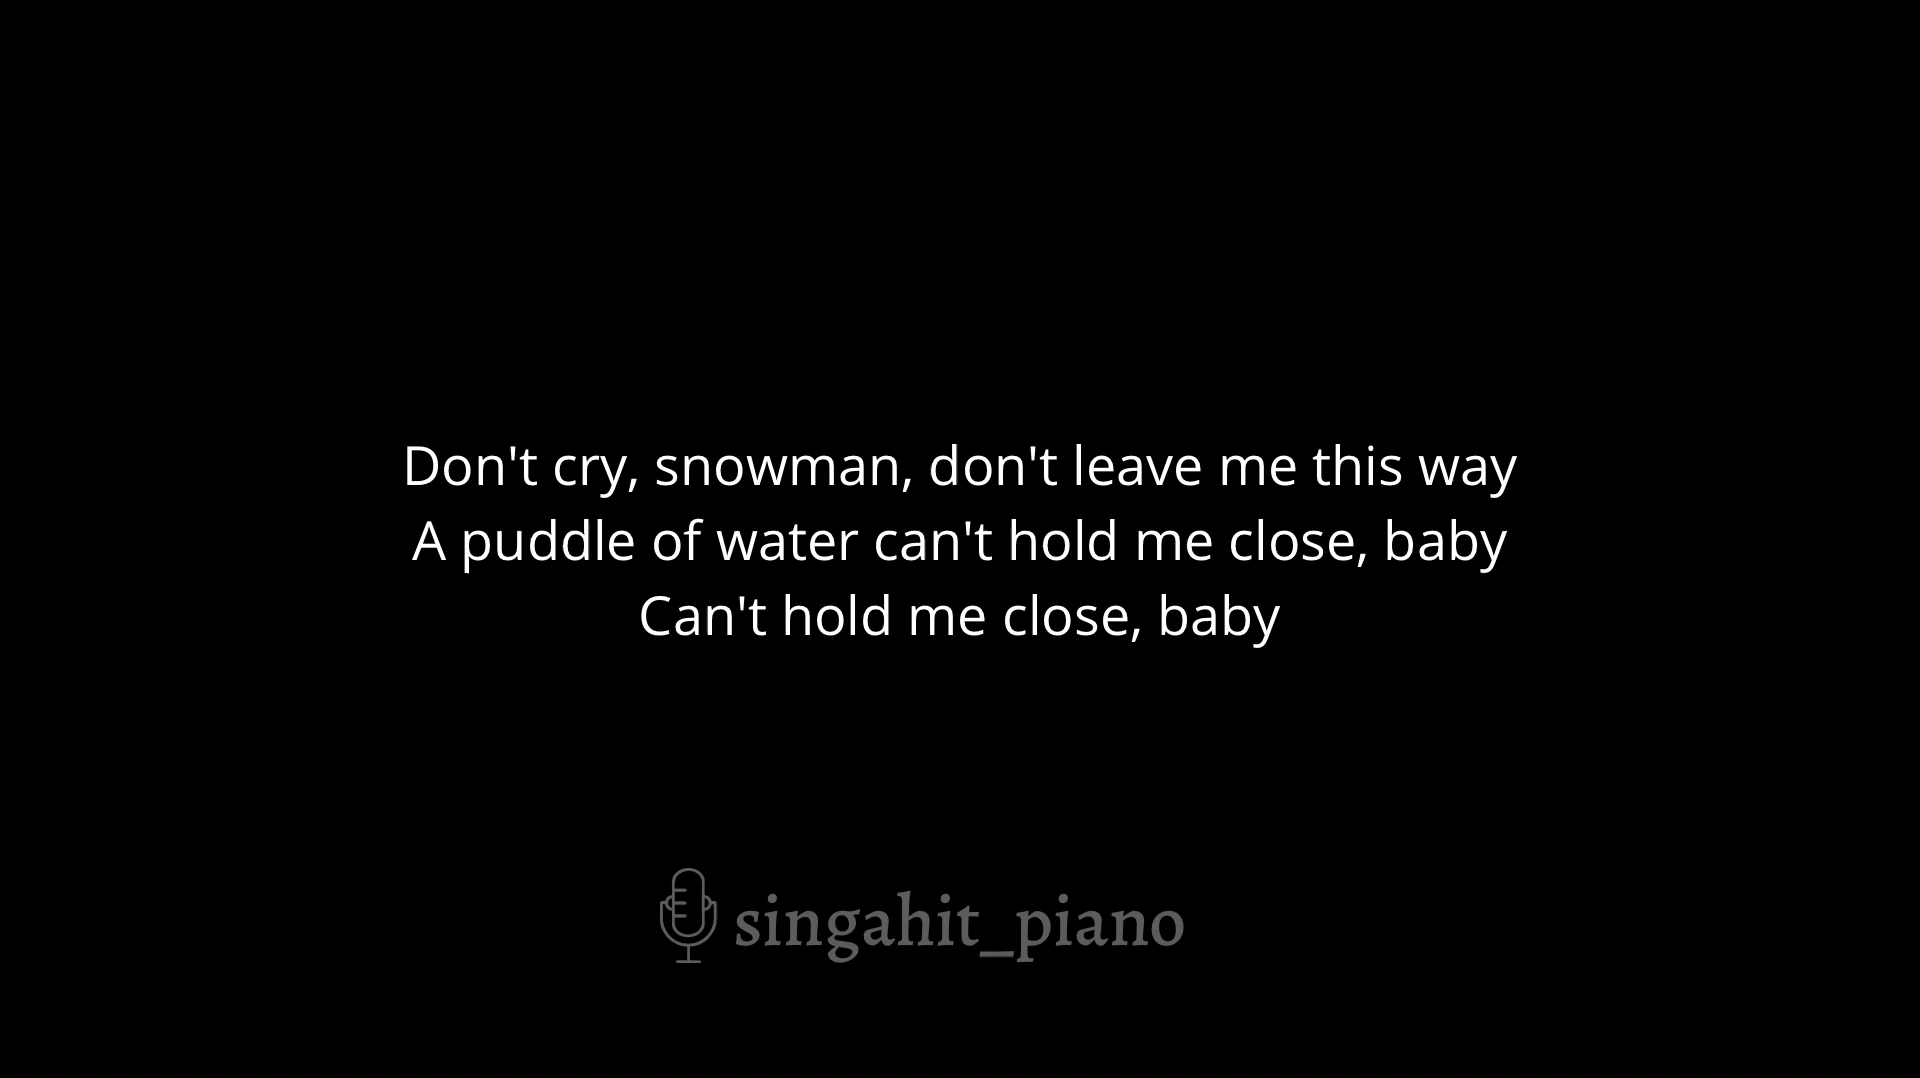 Don't cry, snowman, don't leave me this way
A puddle of water can't hold me close, baby
Can't hold me close, baby
singahit_piano